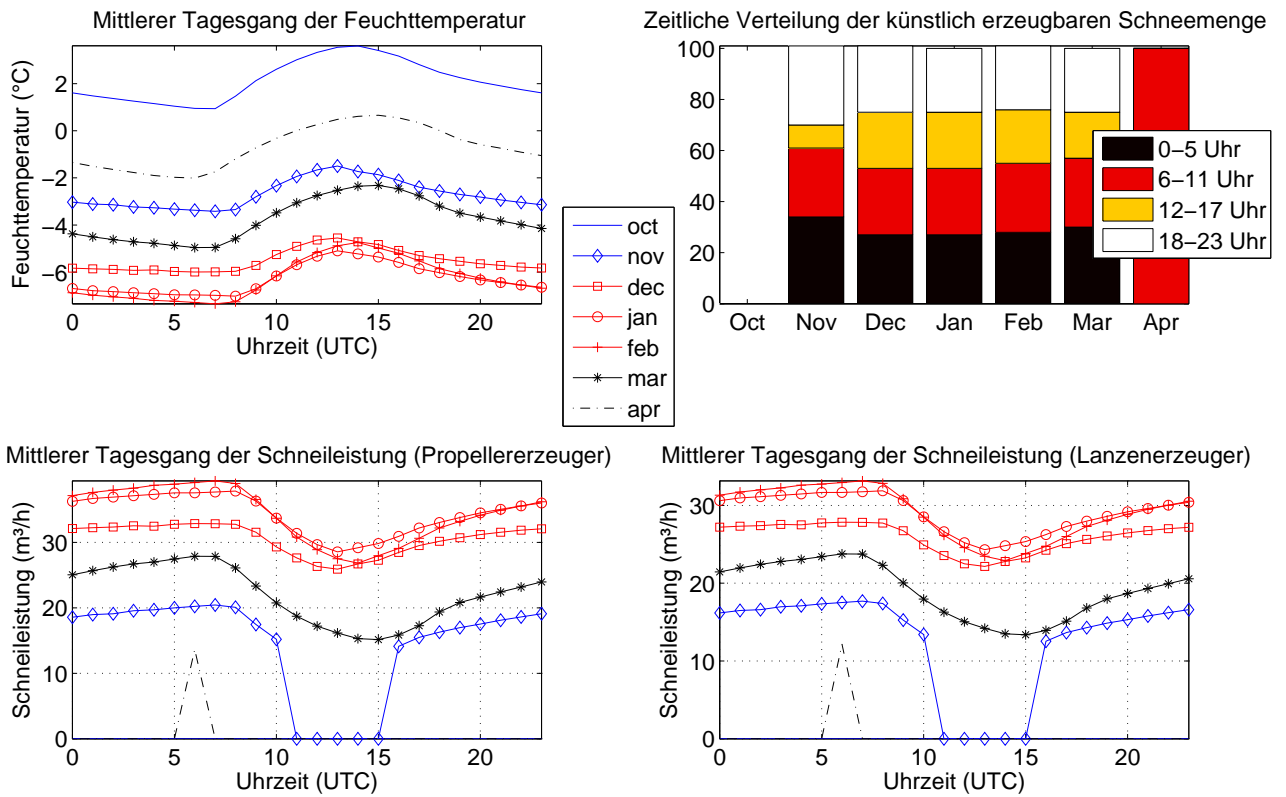 Mittlerer Tagesgang der Feuchttemperatur
Feuchttemperatur (°C)
2
0
−2
−4
−6
0 5 10 15 20
Uhrzeit (UTC)
oct
nov
dec
jan
feb
mar
apr
Zeitliche Verteilung der künstlich erzeugbaren Schneemenge
100
80
60
40
20
0
Oct Nov Dec Jan Feb Mar Apr
0−5 Uhr
6−11 Uhr
12−17 Uhr
18−23 Uhr
Mittlerer Tagesgang der Schneileistung (Propellererzeuger)
Schneileistung (m³/h)
30
20
10
0
0 5 10 15 20
Uhrzeit (UTC)
Mittlerer Tagesgang der Schneileistung (Lanzenerzeuger)
Schneileistung (m³/h)
30
20
10
0
0 5 10 15 20
Uhrzeit (UTC)